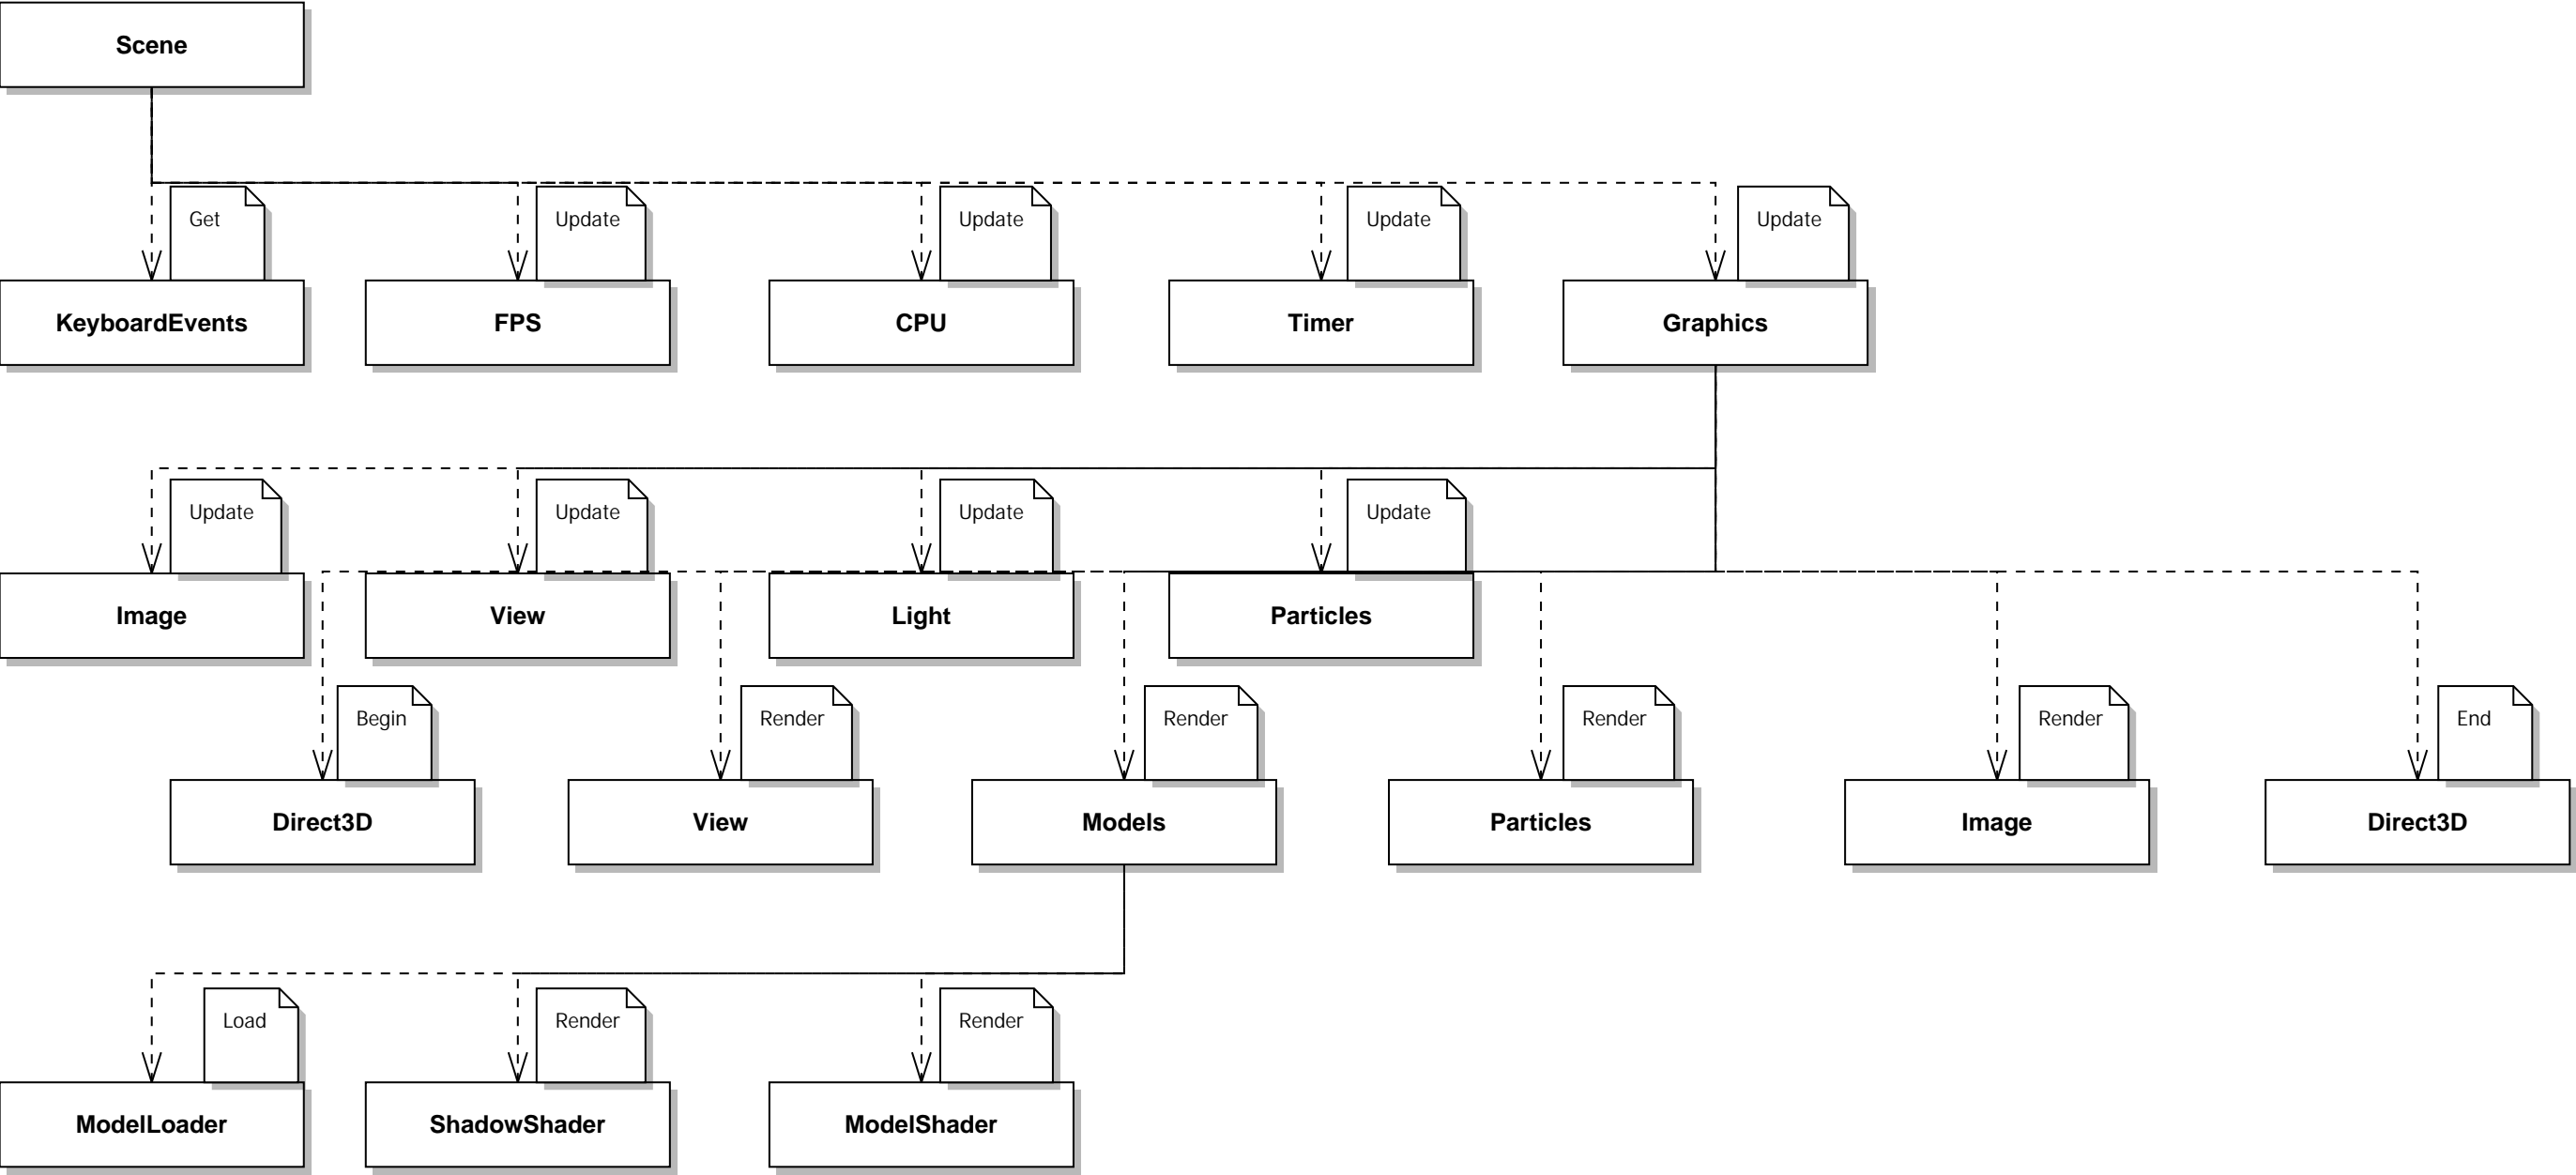 Scene
Get
Update
Update
Update
Update
KeyboardEvents
FPS
CPU
Timer
Graphics
Update
Update
Update
Update
Image
View
Light
Particles
Begin
Render
Render
Render
Render
End
Direct3D
View
Models
Particles
Image
Direct3D
Load
Render
Render
ModelLoader
ShadowShader
ModelShader